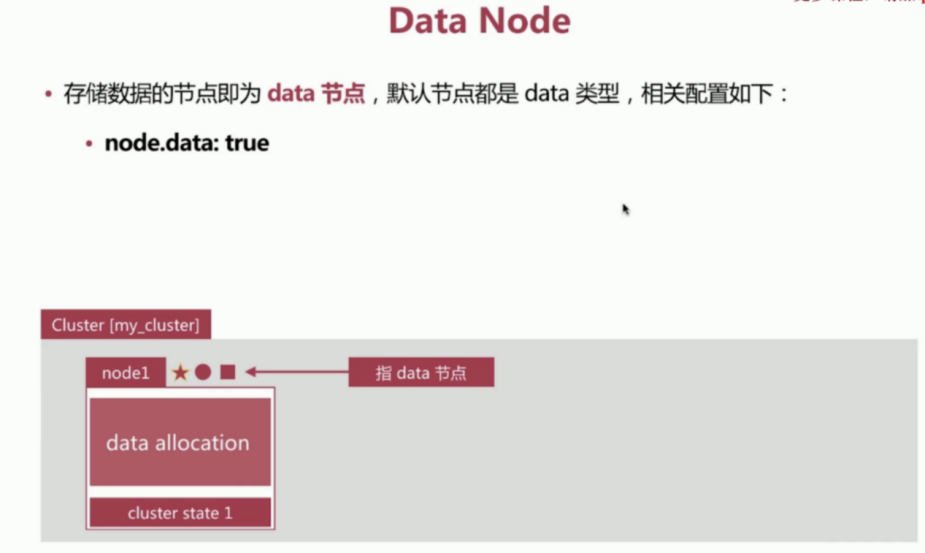 Data Node
• 存储数据的节点即为 data 节点，默认节点都是 data 类型，相关配置如下：
• node.data: true
Cluster [my_cluster]
node1
指 data 节点
data allocation
cluster state 1